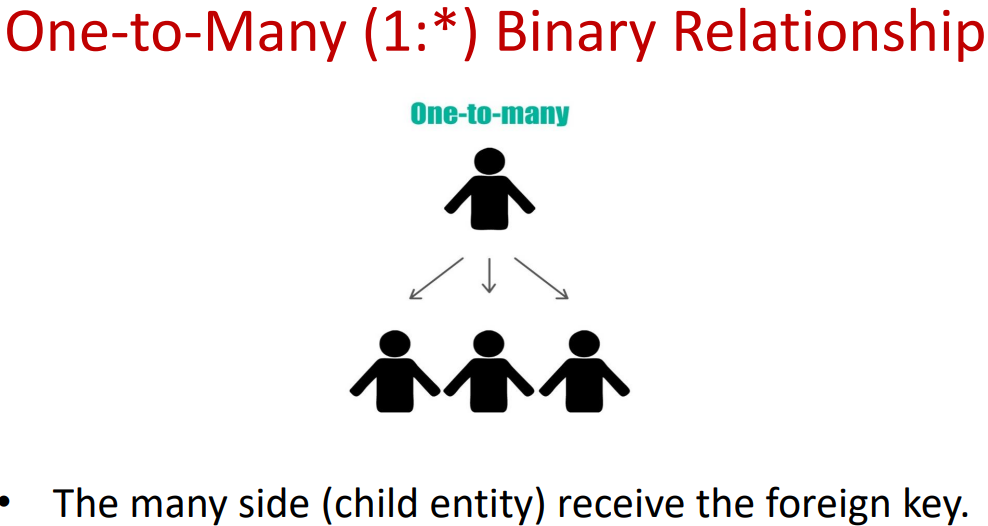 One-to-Many (1:*) Binary Relationship
One-to-many
• The many side (child entity) receive the foreign key.